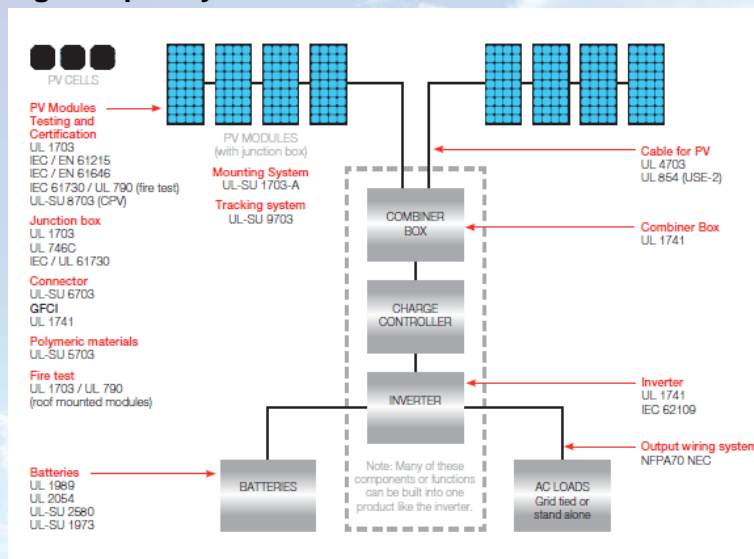 PV CELLS
PV Modules
Testing and
Certification
UL 1703
IEC / EN 61215
IEC / EN 61646
IEC 61730 / UL 790 (fire test)
UL-SU 8703 (CPV)
Junction box
UL 1703
UL 746C
IEC / UL 61730
Connector
UL-SU 6703
GFCI
UL 1741
Polymeric materials
UL-SU 5703
Fire test
UL 1703 / UL 790
(roof mounted modules)
Batteries
UL 1989
UL 2054
UL-SU 2580
UL-SU 1973
PV MODULES
(with junction box)
Mounting System
UL-SU 1703-A
Tracking system
UL-SU 9703
COMBINER
BOX
CHARGE
CONTROLLER
INVERTER
Note: Many of these
components or functions
can be built into one
product like the inverter.
BATTERIES
AC LOADS
Grid tied or
stand alone
Cable for PV
UL 4703
UL 854 (USE-2)
Combiner Box
UL 1741
Inverter
UL 1741
IEC 62109
Output wiring system
NFPA70 NEC